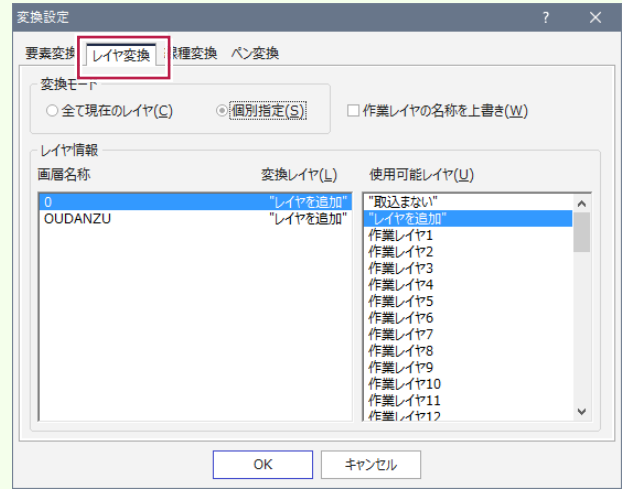 変換設定 ? ×
要素変換 レイヤ変換 線種変換 ペン変換
変換モード
全て現在のレイヤ(C) 個別指定(S) 作業レイヤの名称を上書き(W)
レイヤ情報
画層名称 変換レイヤ(L) 使用可能レイヤ(U)
0 "レイヤを追加"
OUDANZU "レイヤを追加"
"取込まない"
"レイヤを追加"
作業レイヤ1
作業レイヤ2
作業レイヤ3
作業レイヤ4
作業レイヤ5
作業レイヤ6
作業レイヤ7
作業レイヤ8
作業レイヤ9
作業レイヤ10
作業レイヤ11
作業レイヤ12
OK キャンセル